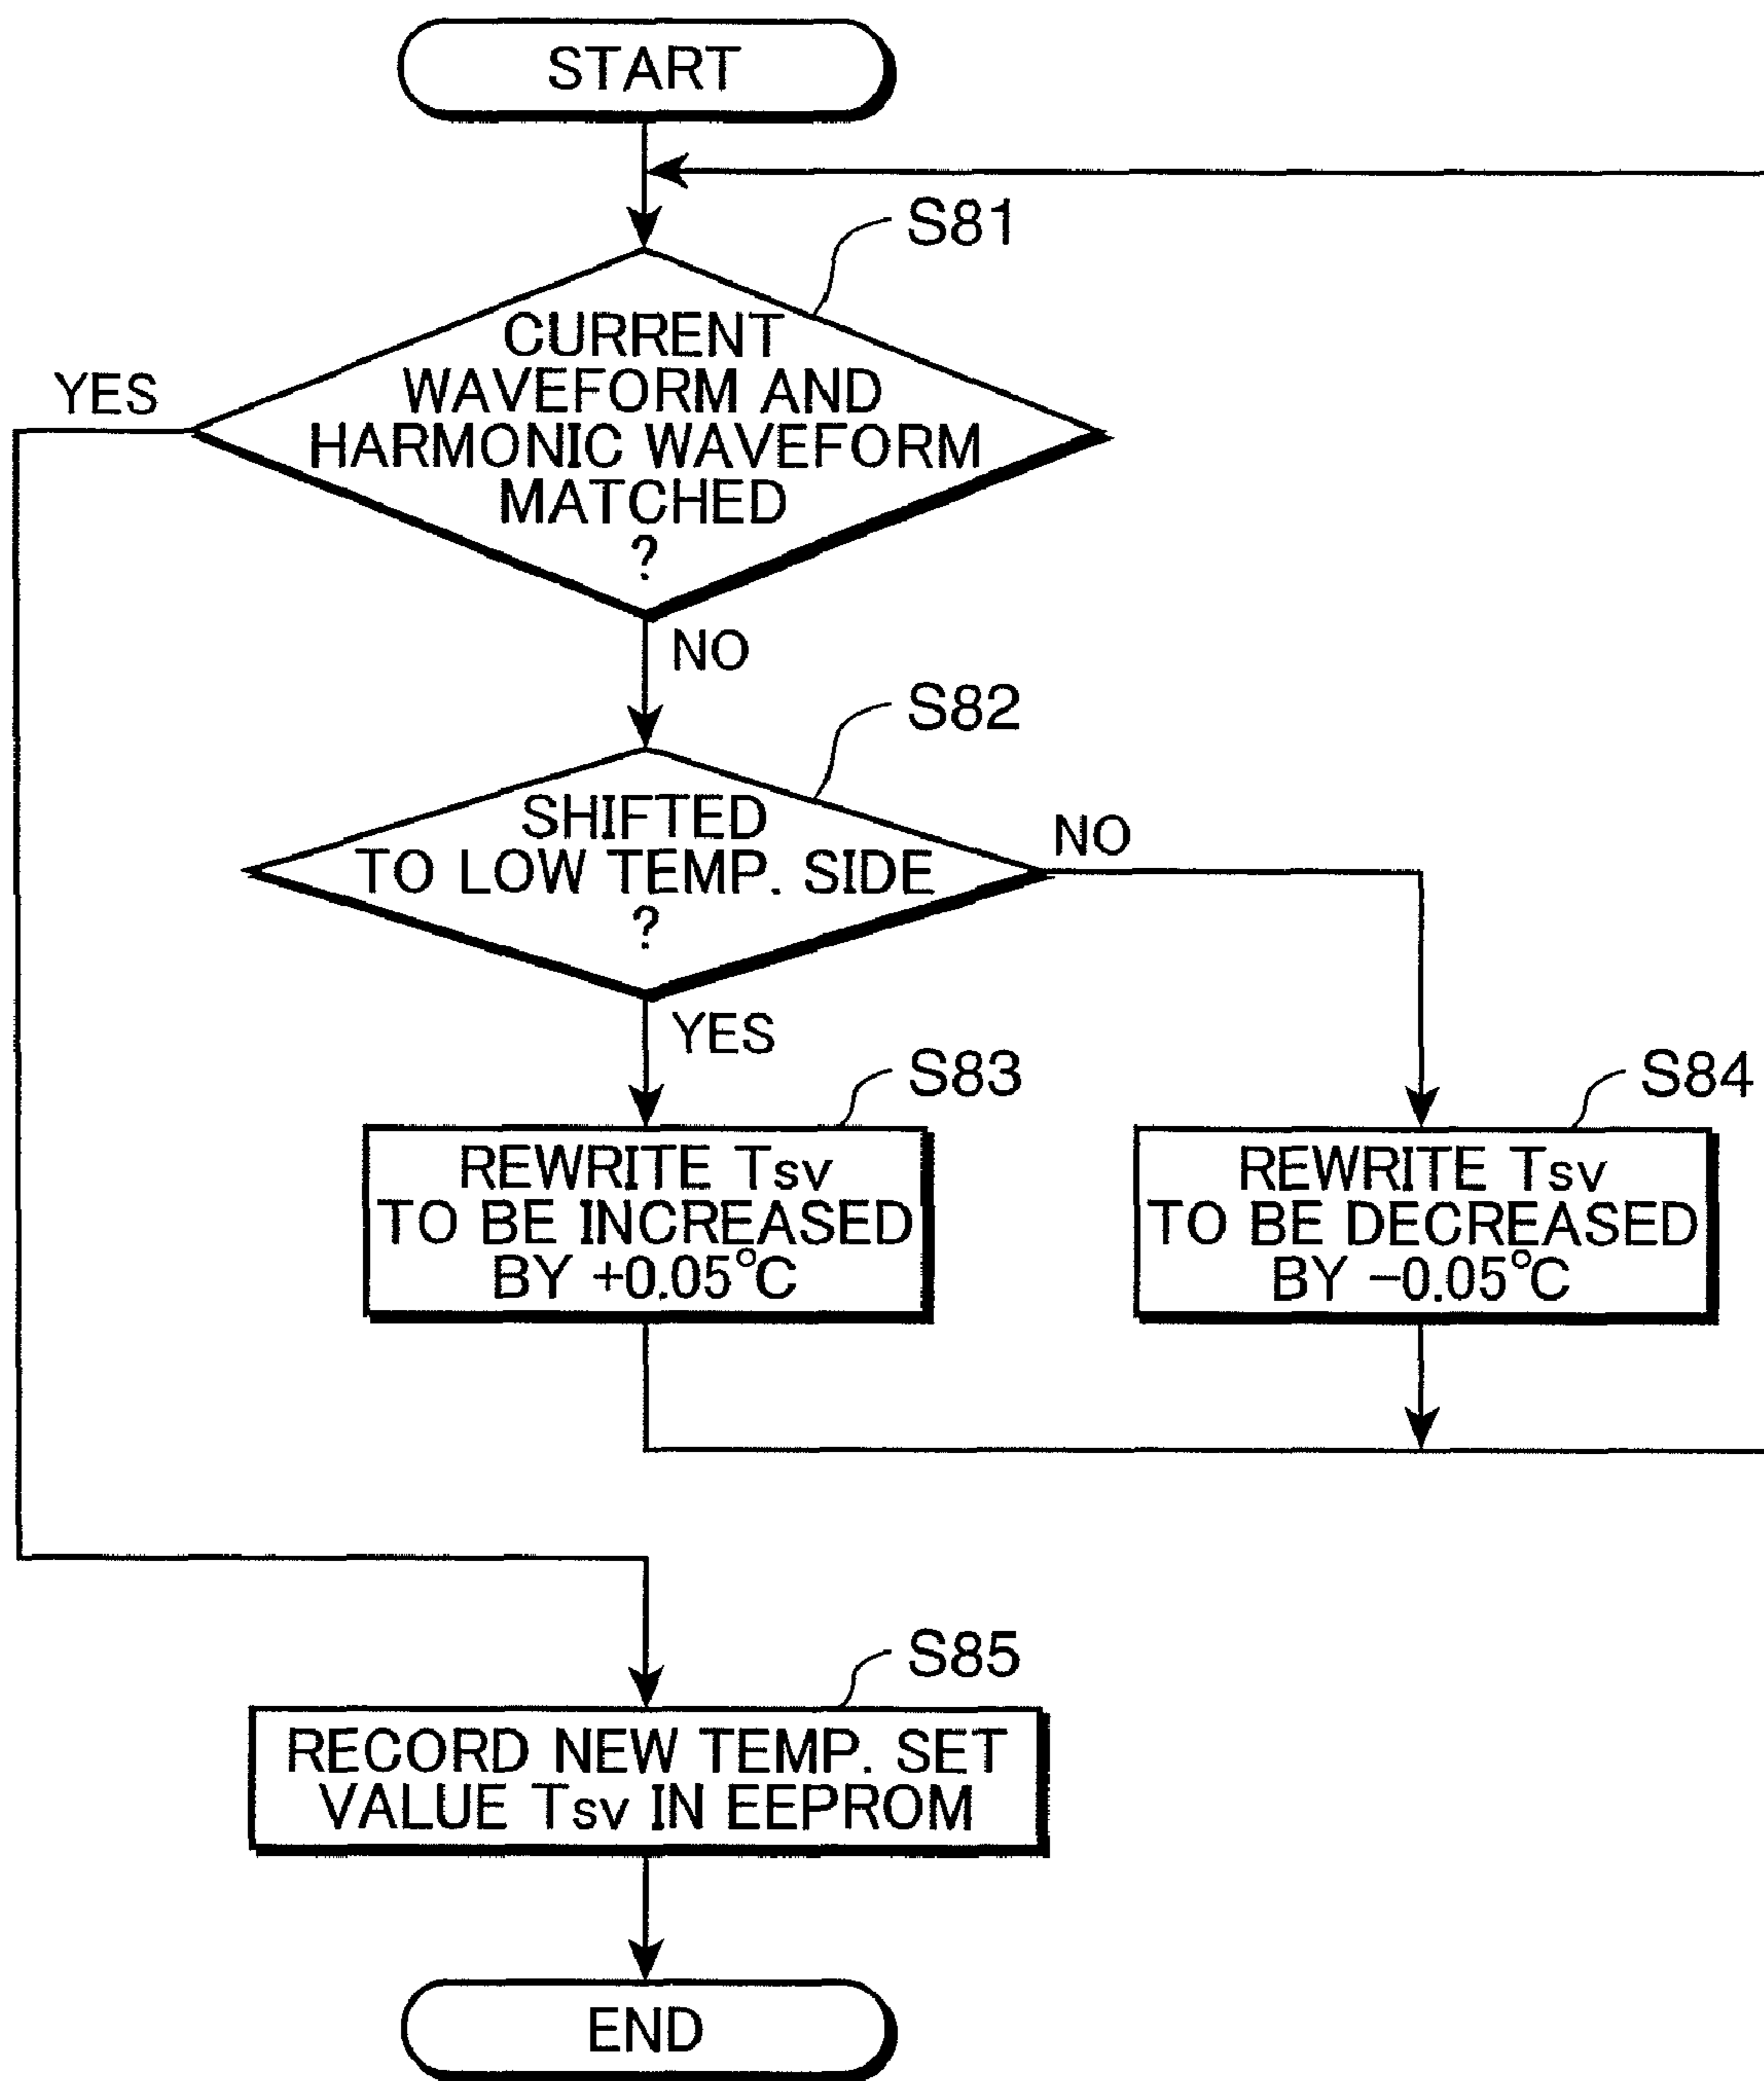 START
S81
CURRENT
WAVEFORM AND
HARMONIC WAVEFORM
MATCHED
?
YES
NO
S82
SHIFTED
TO LOW TEMP. SIDE
?
NO
YES
S83
REWRITE Tsv
TO BE INCREASED
BY +0.05°C
S84
REWRITE Tsv
TO BE DECREASED
BY −0.05°C
S85
RECORD NEW TEMP. SET
VALUE Tsv IN EEPROM
END